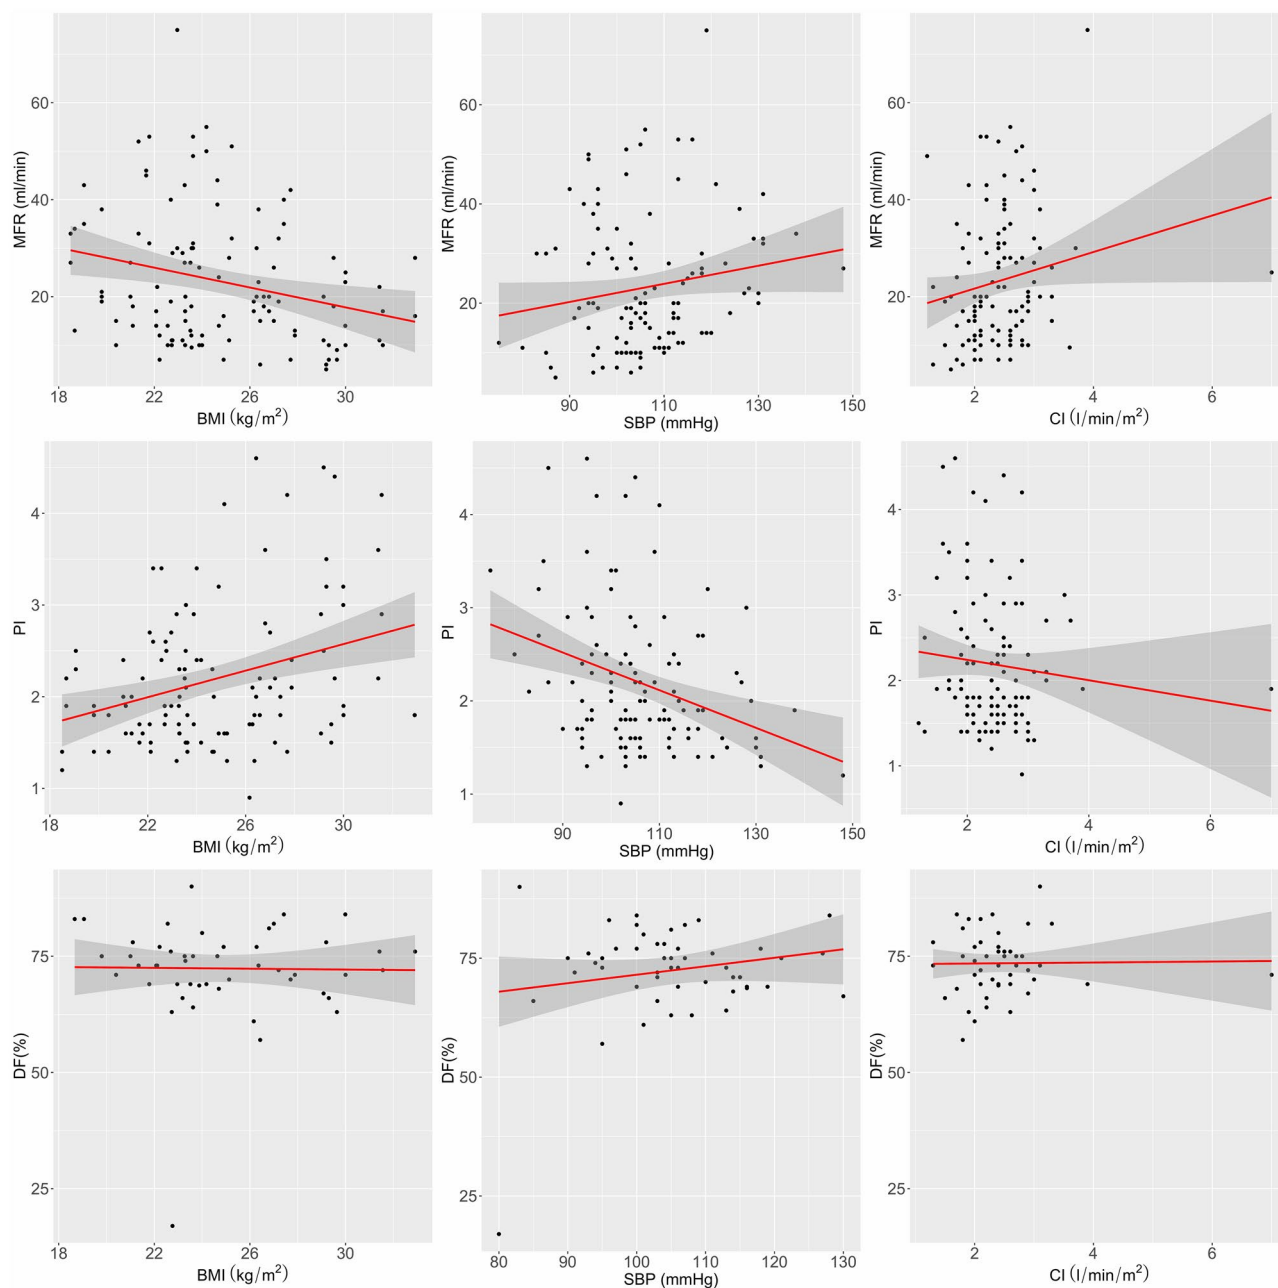 MFR (ml/min)
60
40
20
18 22 26 30
BMI (kg/m²)
MFR (ml/min)
60
40
20
90 110 130 150
SBP (mmHg)
MFR (ml/min)
60
40
20
2 4 6
CI (l/min/m²)
PI
4
3
2
1
18 22 26 30
BMI (kg/m²)
PI
4
3
2
1
90 110 130 150
SBP (mmHg)
PI
4
3
2
1
2 4 6
CI (l/min/m²)
DF(%)
75
50
25
18 22 26 30
BMI (kg/m²)
DF(%)
75
50
25
80 90 100 110 120 130
SBP (mmHg)
DF(%)
75
50
25
2 4 6
CI (l/min/m²)